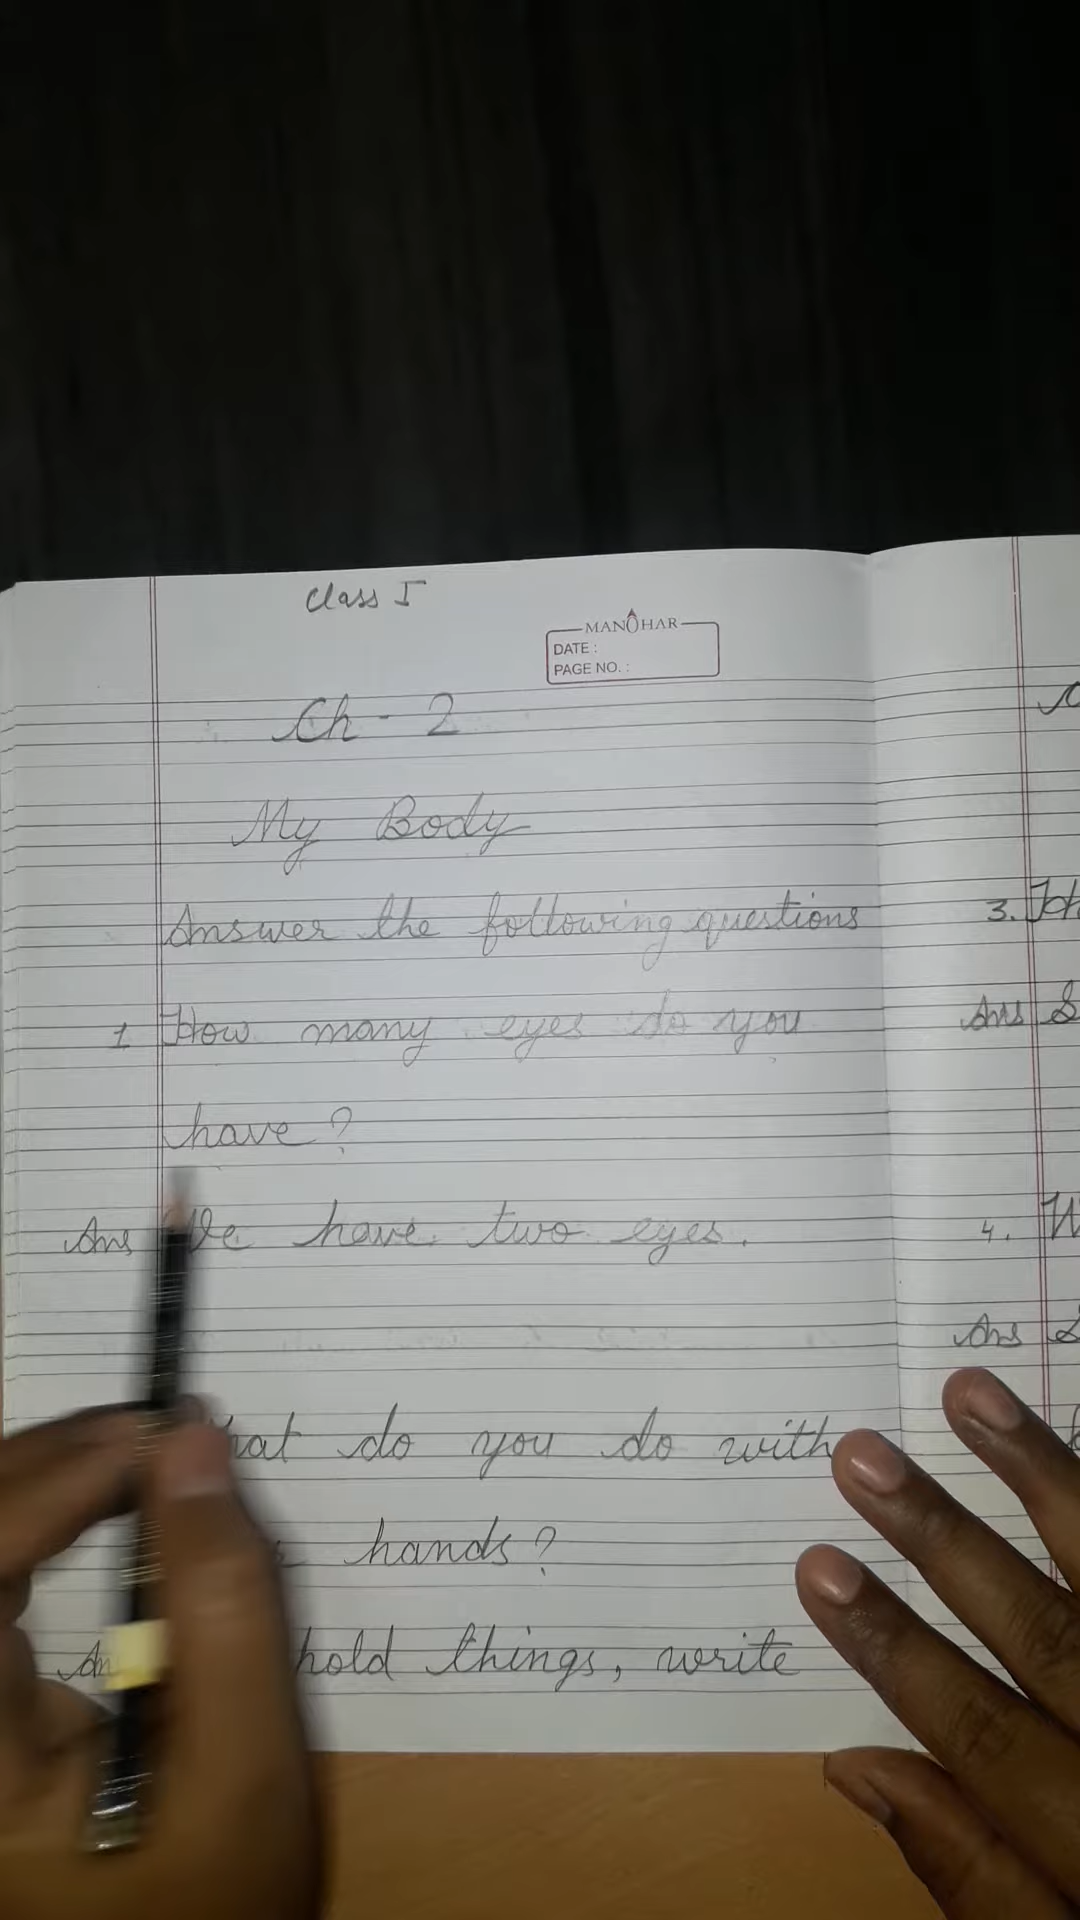 Class I
MANOHAR
DATE :
PAGE NO. :
Ch - 2
My Body
Answer the following questions
1 How many eyes do you
have?
Ans We have two eyes.
do you do with
hands?
hold things, write
3.
Ans
4.
Ans